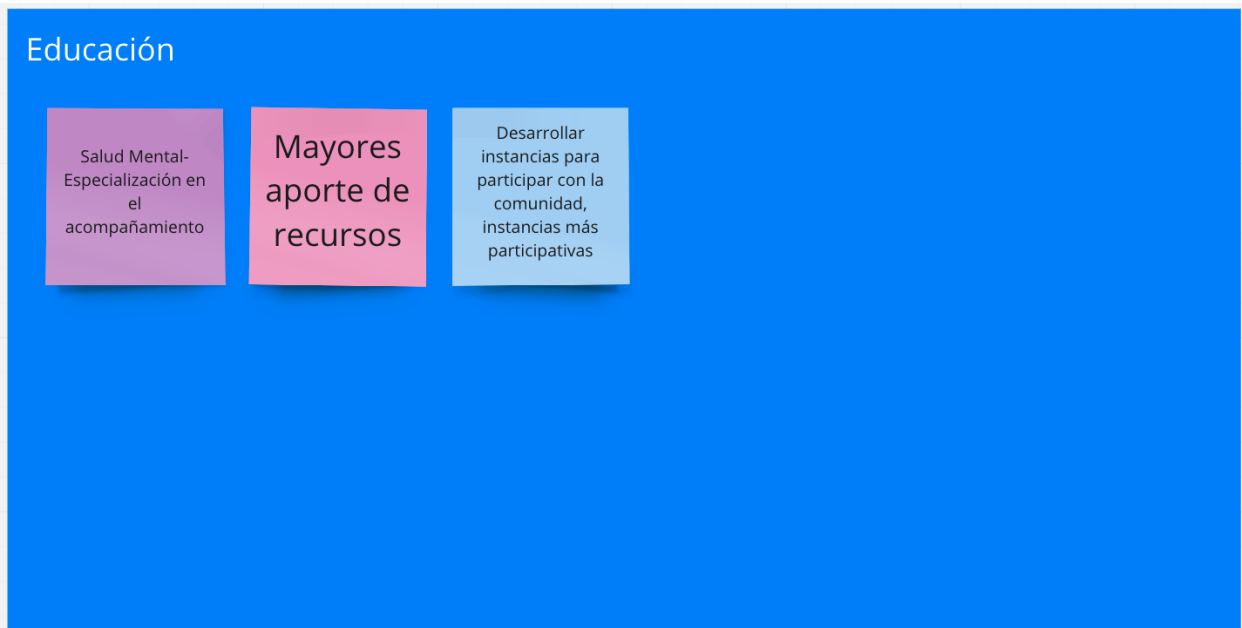 Educación
Salud Mental-
Especialización en
el
acompañamiento
Mayores
aporte de
recursos
Desarrollar
instancias para
participar con la
comunidad,
instancias más
participativas